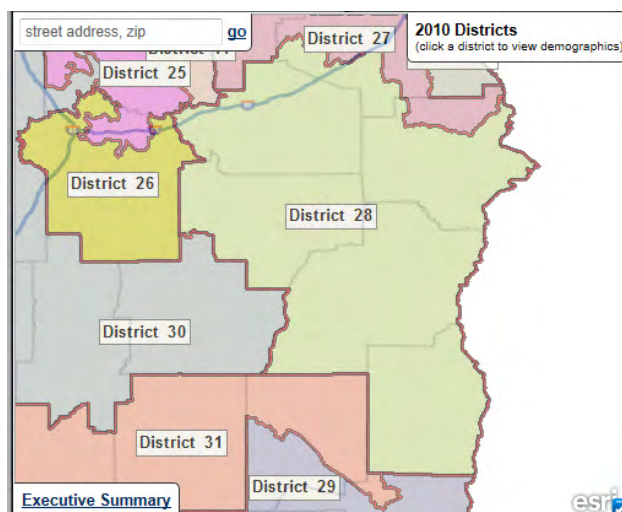 street address, zip
go
2010 Districts
(click a district to view demographics)
District 27
District 25
District 26
District 28
District 30
District 31
District 29
Executive Summary
esri